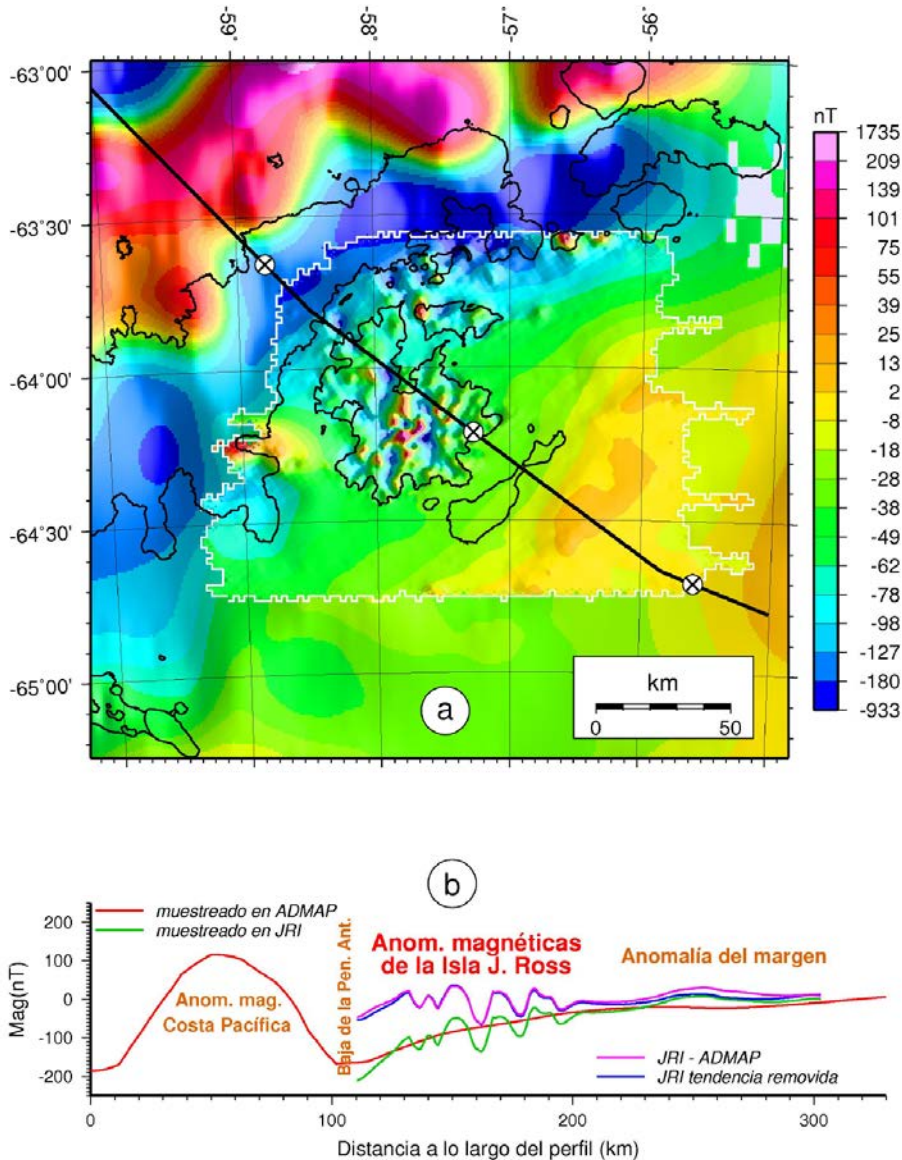 -59° -58° -57° -56°
-63°00'
-63°30'
-64°00'
-64°30'
-65°00'
nT
1735
209
139
101
75
55
39
25
13
2
-8
-18
-28
-38
-62
-78
-98
-127
-180
-933
km
0 50
a
b
Mag(nT)
200
100
0
-100
-200
muestreado en ADMAP
muestreado en JRI
Anom. mag.
Costa Pacífica
Baja de la Pen. Ant.
Anom. magnéticas
de la Isla J. Ross
Anomalía del margen
JRI - ADMAP
JRI tendencia removida
0 100 200 300
Distancia a lo largo del perfil (km)